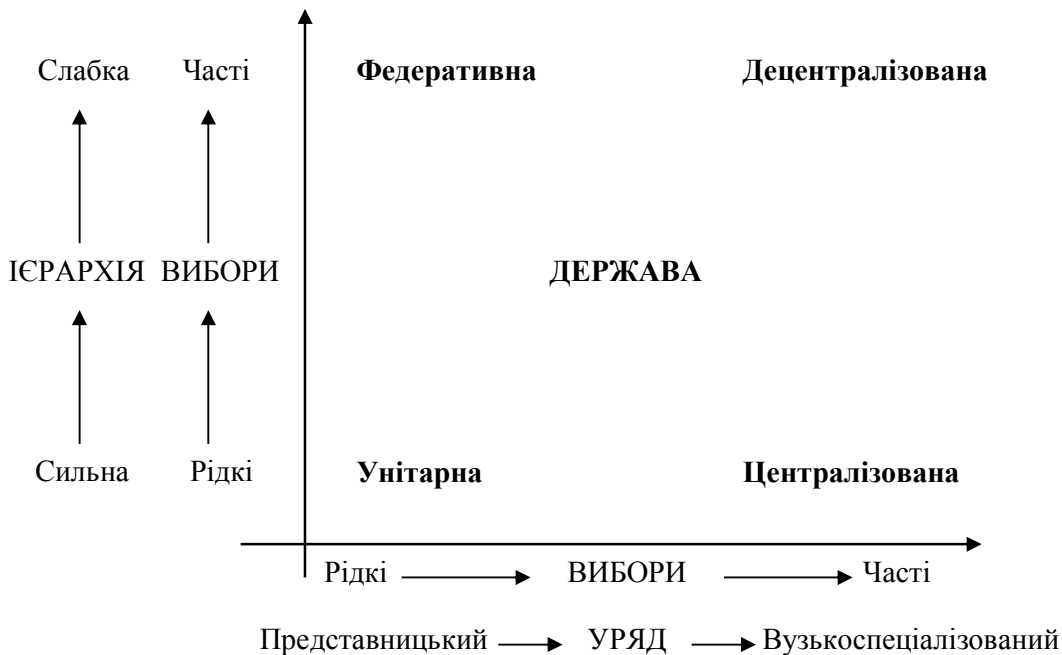 Слабка Часті Федеративна Децентралізована
ІЄРАРХІЯ ВИБОРИ ДЕРЖАВА
Сильна Рідкі Унітарна Централізована
Рідкі ВИБОРИ Часті
Представницький УРЯД Вузькоспеціалізований